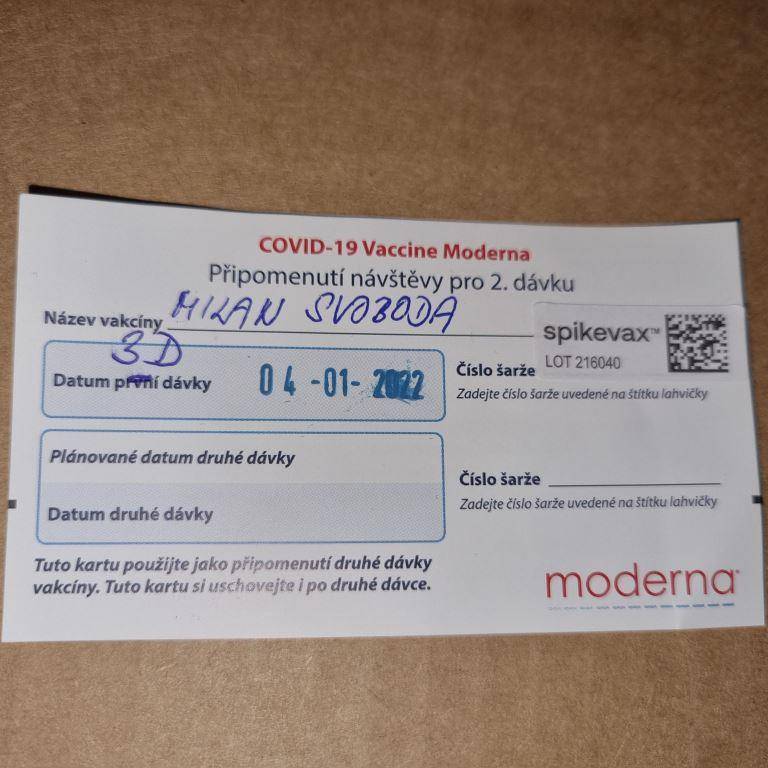 COVID-19 Vaccine Moderna
Připomenutí návštěvy pro 2. dávku
Název vakcíny MILAN SVOBODA
spikevax™
LOT 216040
3D
Datum první dávky 04-01-2022
Číslo šarže
Zadejte číslo šarže uvedené na štítku lahvičky
Plánované datum druhé dávky
Datum druhé dávky
Číslo šarže
Zadejte číslo šarže uvedené na štítku lahvičky
Tuto kartu použijte jako připomenutí druhé dávky
vakcíny. Tuto kartu si uschovejte i po druhé dávce.
moderna